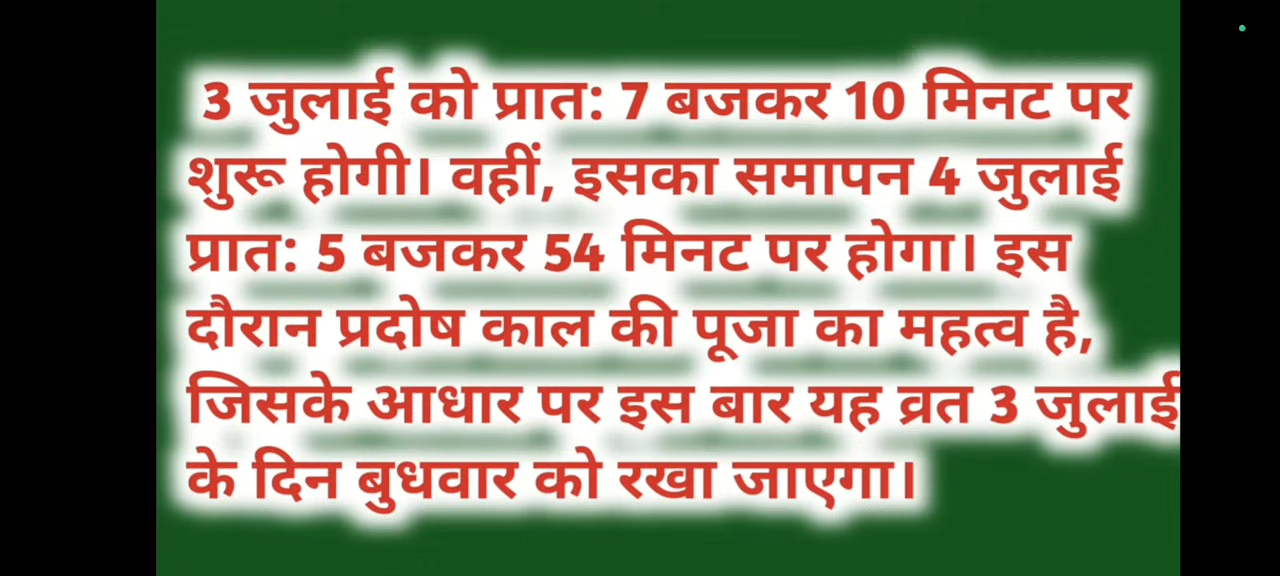 3 जुलाई को प्रात: 7 बजकर 10 मिनट पर
शुरू होगी। वहीं, इसका समापन 4 जुलाई
प्रात: 5 बजकर 54 मिनट पर होगा। इस
दौरान प्रदोष काल की पूजा का महत्व है,
जिसके आधार पर इस बार यह व्रत 3 जुलाई
के दिन बुधवार को रखा जाएगा।